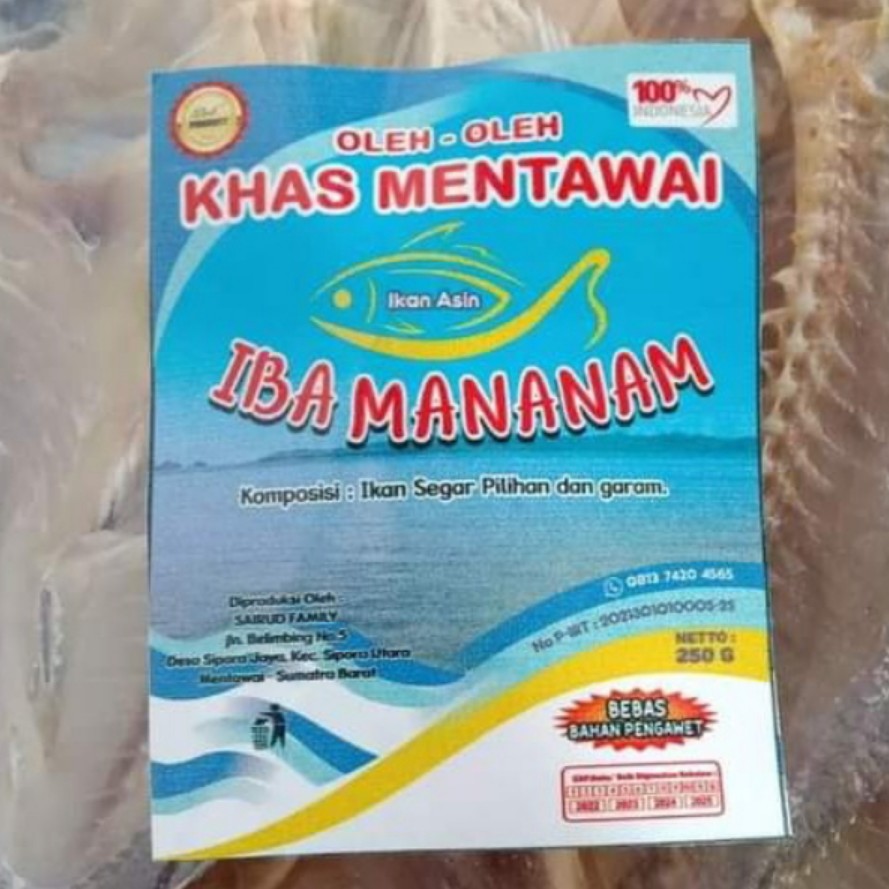 PRODUCT
100%
INDONESIA
OLEH - OLEH
KHAS MENTAWAI
Ikan Asin
IBA MANANAM
Komposisi : Ikan Segar Pilihan dan garam.
0813 7420 4565
No P-IRT : 2021301010005-25
Diproduksi Oleh :
SAIRUD FAMILY
Jln. Belimbing No.5
Desa Sipora Jaya, Kec. Sipora Utara
Mentawai - Sumatra Barat
NETTO :
250 G
BEBAS
BAHAN PENGAWET
2022 2023 2024 2025